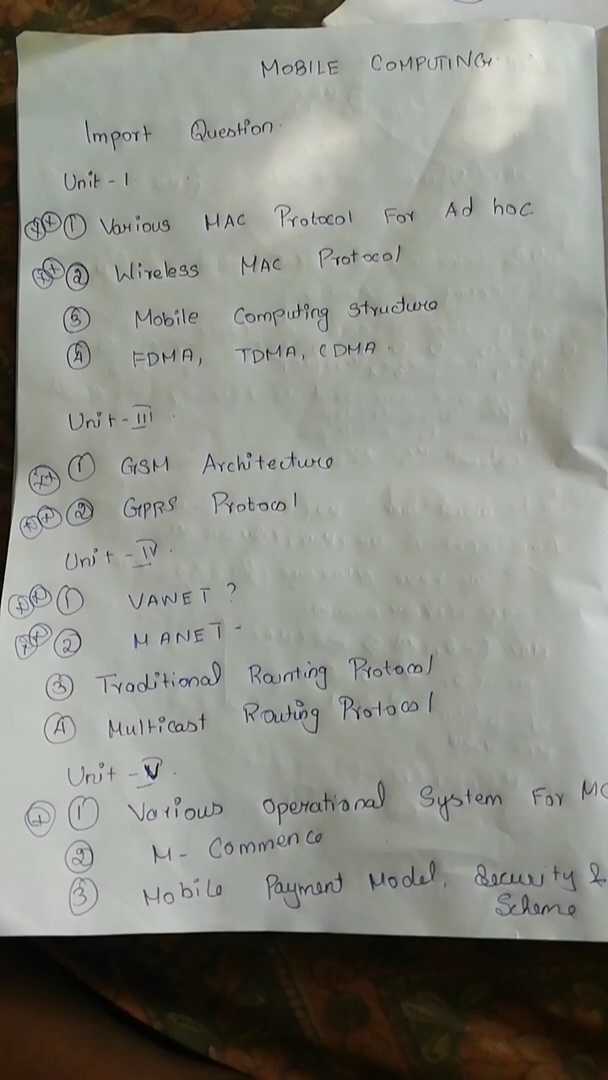 MOBILE COMPUTING
Import Question.
Unit - I
① Various MAC Protocol For Ad hoc
② Wireless MAC Protocol
③ Mobile Computing Structure
④ FDMA, TDMA, CDMA
Unit - III
① GSM Architecture
② GPRS Protocol
Unit - IV.
① VANET ?
② MANET -
③ Traditional Rounting Protocol
④ Multicast Routing Protocol
Unit - V.
① Various Operational System For MC
② M- Commence
③ Mobile Payment Model, Security &
Scheme